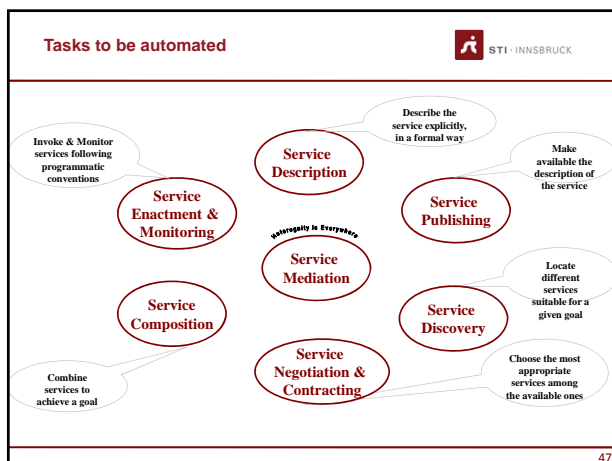 Tasks to be automated
STI · INNSBRUCK
Describe the
service explicitly,
in a formal way
Invoke & Monitor
services following
programmatic
conventions
Service
Description
Make
available the
description of
the service
Service
Enactment &
Monitoring
Service
Publishing
Heterogeity is Everywhere
Service
Mediation
Locate
different
services
suitable for a
given goal
Service
Composition
Service
Discovery
Service
Negotiation &
Contracting
Choose the most
appropriate
services among
the available ones
Combine
services to
achieve a goal
47